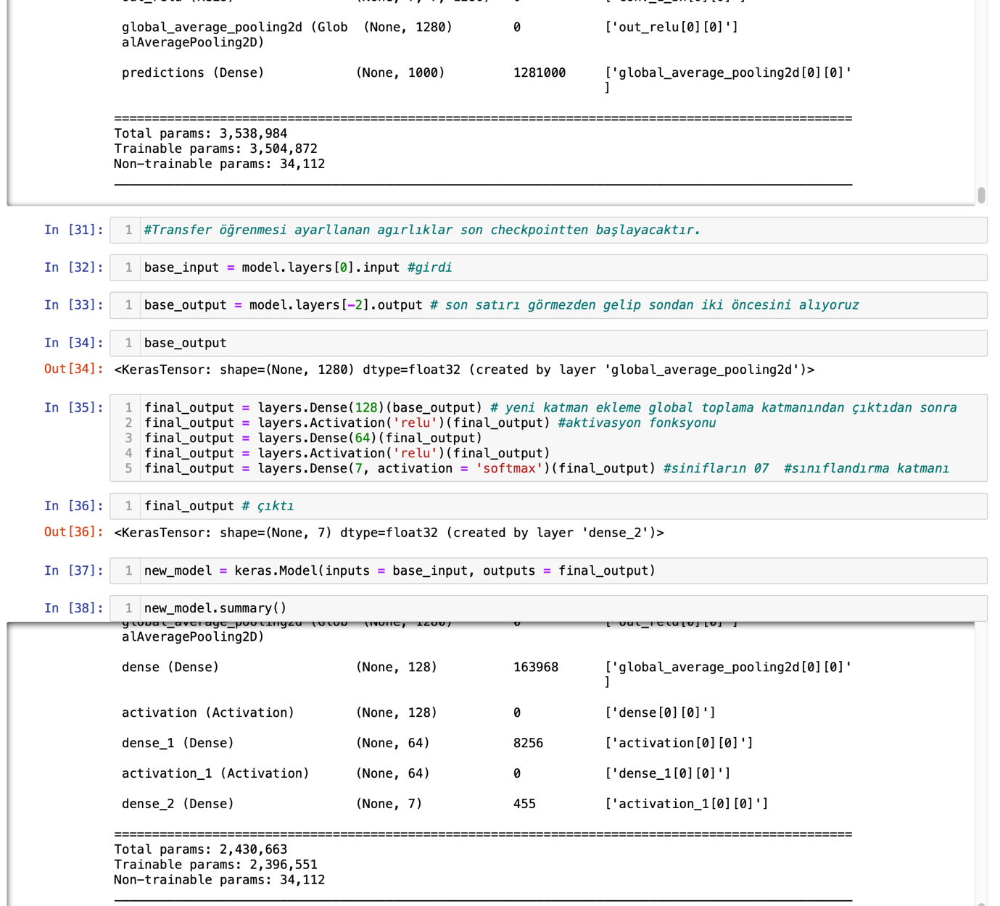 global_average_pooling2d (Glob (None, 1280) 0 ['out_relu[0][0]']
alAveragePooling2D)
predictions (Dense) (None, 1000) 1281000 ['global_average_pooling2d[0][0]'
]
==================================================================================================
Total params: 3,538,984
Trainable params: 3,504,872
Non-trainable params: 34,112
__________________________________________________________________________________________________
In [31]: 1 #Transfer öğrenmesi ayarllanan agırlıklar son checkpointten başlayacaktır.
In [32]: 1 base_input = model.layers[0].input #girdi
In [33]: 1 base_output = model.layers[-2].output # son satırı görmezden gelip sondan iki öncesini alıyoruz
In [34]: 1 base_output
Out[34]: <KerasTensor: shape=(None, 1280) dtype=float32 (created by layer 'global_average_pooling2d')>
In [35]: 1 final_output = layers.Dense(128)(base_output) # yeni katman ekleme global toplama katmanından çıktıdan sonra
2 final_output = layers.Activation('relu')(final_output) #aktivasyon fonksyonu
3 final_output = layers.Dense(64)(final_output)
4 final_output = layers.Activation('relu')(final_output)
5 final_output = layers.Dense(7, activation = 'softmax')(final_output) #sinifların 07 #sınıflandırma katmanı
In [36]: 1 final_output # çıktı
Out[36]: <KerasTensor: shape=(None, 7) dtype=float32 (created by layer 'dense_2')>
In [37]: 1 new_model = keras.Model(inputs = base_input, outputs = final_output)
In [38]: 1 new_model.summary()
global_average_pooling2d (Glob (None, 1280) 0 ['out_relu[0][0]']
alAveragePooling2D)
dense (Dense) (None, 128) 163968 ['global_average_pooling2d[0][0]'
]
activation (Activation) (None, 128) 0 ['dense[0][0]']
dense_1 (Dense) (None, 64) 8256 ['activation[0][0]']
activation_1 (Activation) (None, 64) 0 ['dense_1[0][0]']
dense_2 (Dense) (None, 7) 455 ['activation_1[0][0]']
==================================================================================================
Total params: 2,430,663
Trainable params: 2,396,551
Non-trainable params: 34,112
__________________________________________________________________________________________________